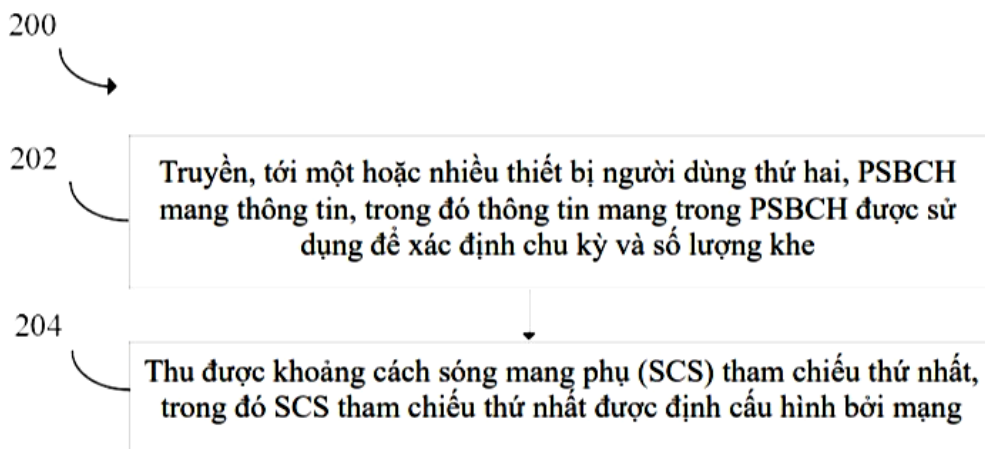 200
202
Truyền, tới một hoặc nhiều thiết bị người dùng thứ hai, PSBCH
mang thông tin, trong đó thông tin mang trong PSBCH được sử
dụng để xác định chu kỳ và số lượng khe
204
Thu được khoảng cách sóng mang phụ (SCS) tham chiếu thứ nhất,
trong đó SCS tham chiếu thứ nhất được định cấu hình bởi mạng